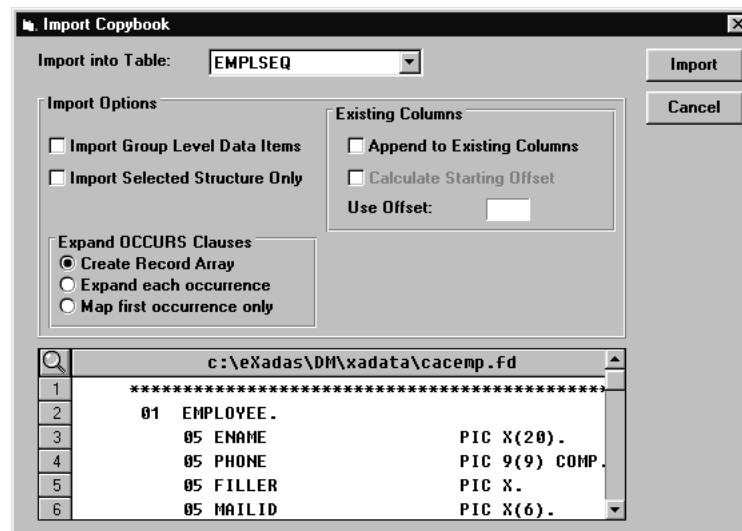 Import Copybook
Import into Table:
EMPLSEQ
Import
Cancel
Import Options
Import Group Level Data Items
Import Selected Structure Only
Existing Columns
Append to Existing Columns
Calculate Starting Offset
Use Offset:
Expand OCCURS Clauses
Create Record Array
Expand each occurrence
Map first occurrence only
c:\eXadas\DM\xadata\cacemp.fd
1 *********************************************
2 01 EMPLOYEE.
3 05 ENAME PIC X(20).
4 05 PHONE PIC 9(9) COMP.
5 05 FILLER PIC X.
6 05 MAILID PIC X(6).